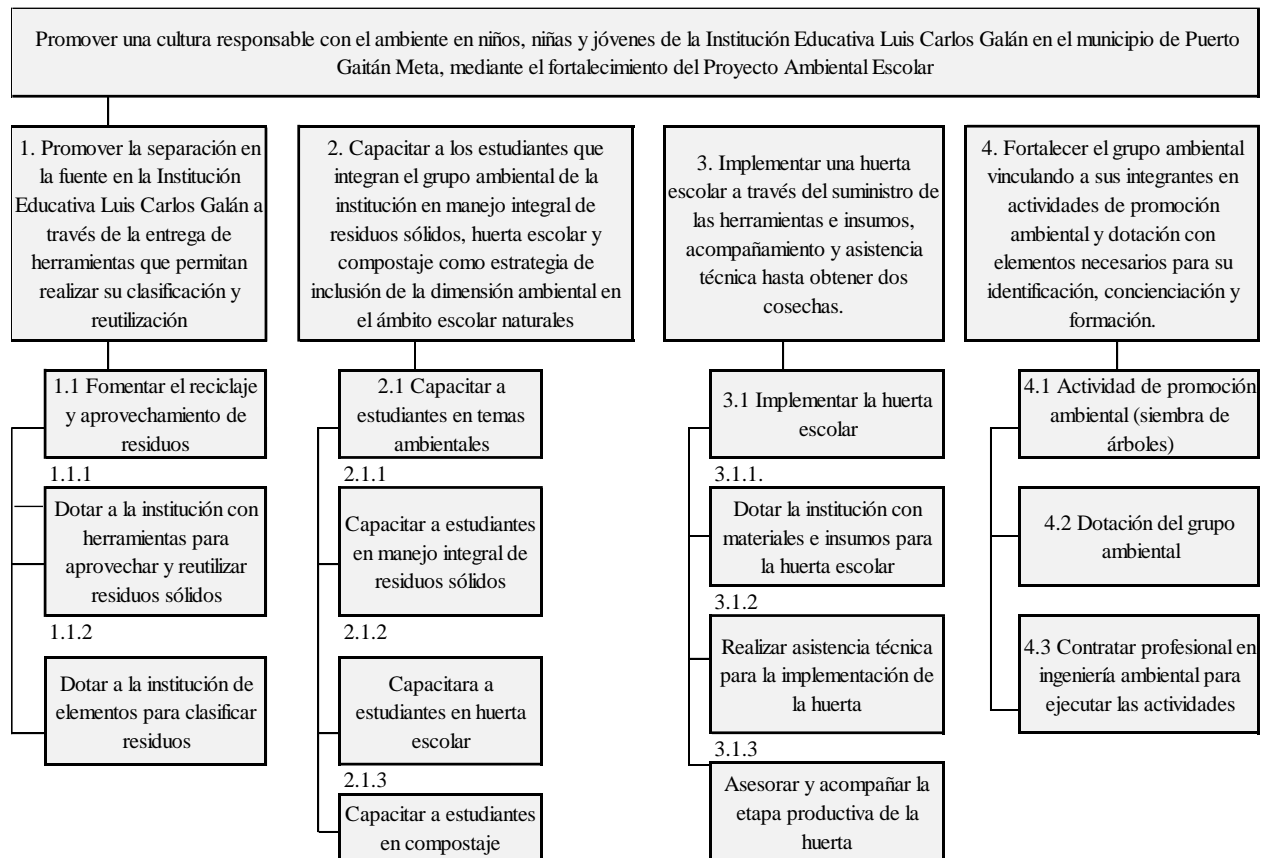 Promover una cultura responsable con el ambiente en niños, niñas y jóvenes de la Institución Educativa Luis Carlos Galán en el municipio de Puerto
Gaitán Meta, mediante el fortalecimiento del Proyecto Ambiental Escolar
1. Promover la separación en
la fuente en la Institución
Educativa Luis Carlos Galán a
través de la entrega de
herramientas que permitan
realizar su clasificación y
reutilización
1.1 Fomentar el reciclaje
y aprovechamiento de
residuos
1.1.1
Dotar a la institución con
herramientas para
aprovechar y reutilizar
residuos sólidos
1.1.2
Dotar a la institución de
elementos para clasificar
residuos
2. Capacitar a los estudiantes que
integran el grupo ambiental de la
institución en manejo integral de
residuos sólidos, huerta escolar y
compostaje como estrategia de
inclusión de la dimensión ambiental en
el ámbito escolar naturales
2.1 Capacitar a
estudiantes en temas
ambientales
2.1.1
Capacitar a estudiantes
en manejo integral de
residuos sólidos
2.1.2
Capacitara a
estudiantes en huerta
escolar
2.1.3
Capacitar a estudiantes
en compostaje
3. Implementar una huerta
escolar a través del suministro de
las herramientas e insumos,
acompañamiento y asistencia
técnica hasta obtener dos
cosechas.
3.1 Implementar la huerta
escolar
3.1.1.
Dotar la institución con
materiales e insumos para
la huerta escolar
3.1.2
Realizar asistencia técnica
para la implementación de
la huerta
3.1.3
Asesorar y acompañar la
etapa productiva de la
huerta
4. Fortalecer el grupo ambiental
vinculando a sus integrantes en
actividades de promoción
ambiental y dotación con
elementos necesarios para su
identificación, concienciación y
formación.
4.1 Actividad de promoción
ambiental (siembra de
árboles)
4.2 Dotación del grupo
ambiental
4.3 Contratar profesional en
ingeniería ambiental para
ejecutar las actividades